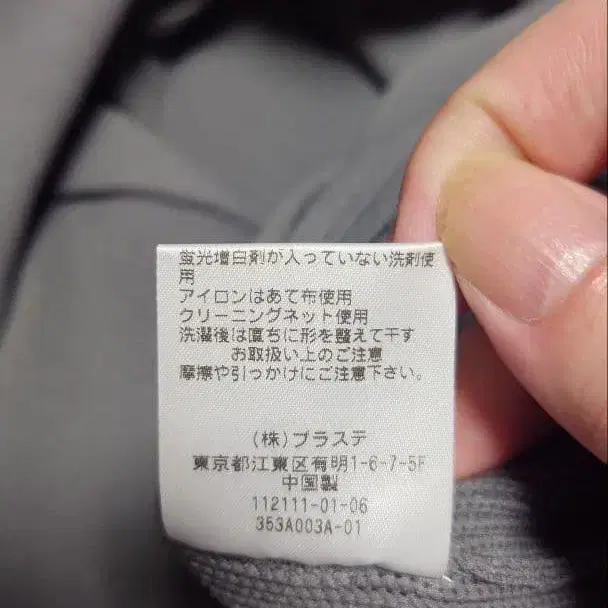 蛍光増白剤が入っていない洗剤使
用
アイロンはあて布使用
クリーニングネット使用
洗濯後は直ちに形を整えて干す
お取扱い上のご注意
摩擦や引っかけにご注意下さい。
(株)プラステ
東京都江東区有明1-6-7-5F
中国製
112111-01-06
353A003A-01